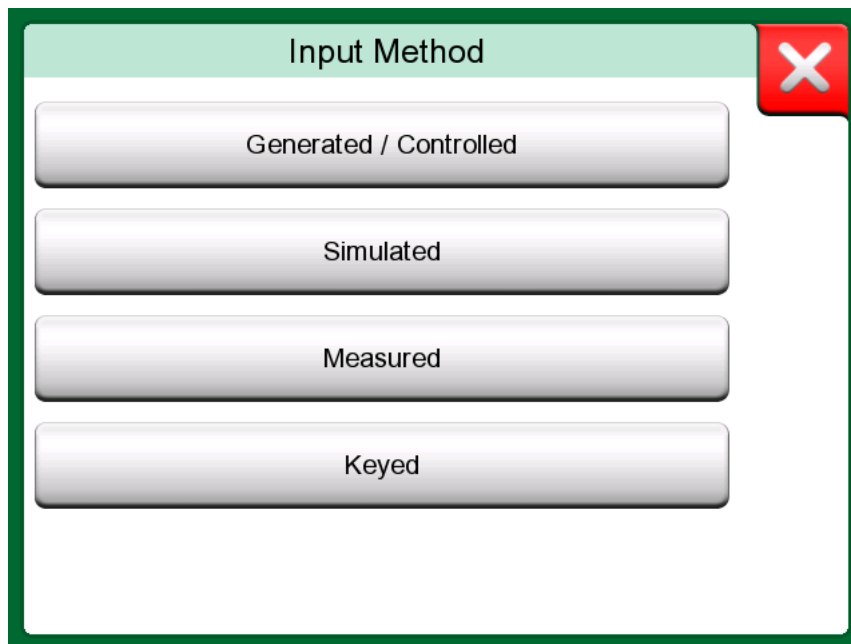 Input Method
Generated / Controlled
Simulated
Measured
Keyed